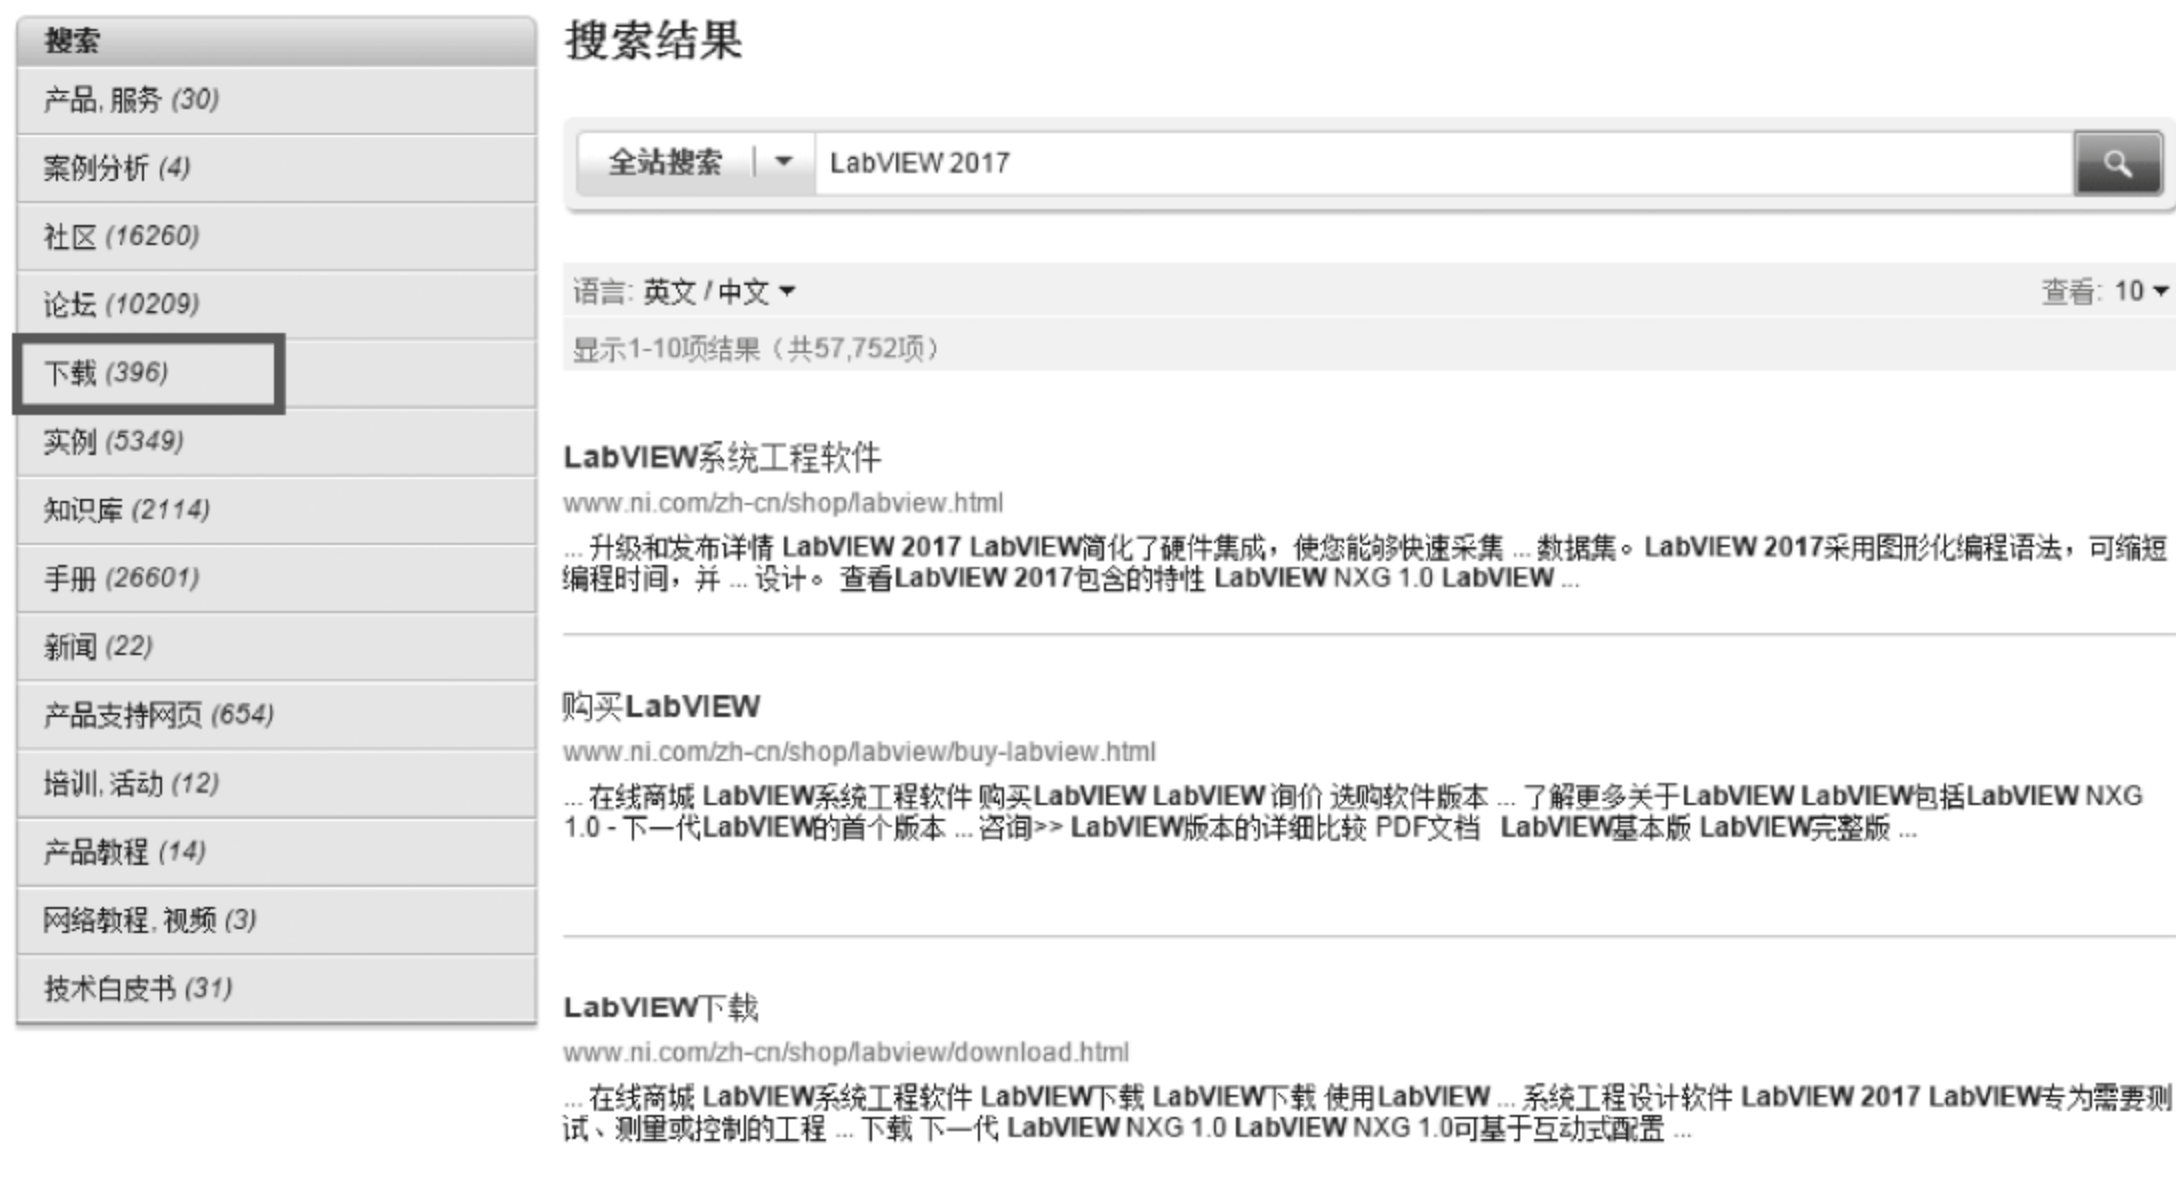 搜索
产品, 服务 (30)
案例分析 (4)
社区 (16260)
论坛 (10209)
下载 (396)
实例 (5349)
知识库 (2114)
手册 (26601)
新闻 (22)
产品支持网页 (654)
培训, 活动 (12)
产品教程 (14)
网络教程, 视频 (3)
技术白皮书 (31)
搜索结果
全站搜索 LabVIEW 2017
语言: 英文 / 中文 查看: 10
显示1-10项结果（共57,752项）
LabVIEW系统工程软件
www.ni.com/zh-cn/shop/labview.html
... 升级和发布详情 LabVIEW 2017 LabVIEW简化了硬件集成，使您能够快速采集 ... 数据集。LabVIEW 2017采用图形化编程语法，可缩短
编程时间，并 ... 设计。 查看LabVIEW 2017包含的特性 LabVIEW NXG 1.0 LabVIEW ...
购买LabVIEW
www.ni.com/zh-cn/shop/labview/buy-labview.html
... 在线商城 LabVIEW系统工程软件 购买LabVIEW LabVIEW 询价 选购软件版本 ... 了解更多关于LabVIEW LabVIEW包括LabVIEW NXG
1.0 - 下一代LabVIEW的首个版本 ... 咨询>> LabVIEW版本的详细比较 PDF文档 LabVIEW基本版 LabVIEW完整版 ...
LabVIEW下载
www.ni.com/zh-cn/shop/labview/download.html
... 在线商城 LabVIEW系统工程软件 LabVIEW下载 LabVIEW下载 使用LabVIEW ... 系统工程设计软件 LabVIEW 2017 LabVIEW专为需要测
试、测量或控制的工程 ... 下载 下一代 LabVIEW NXG 1.0 LabVIEW NXG 1.0可基于互动式配置 ...